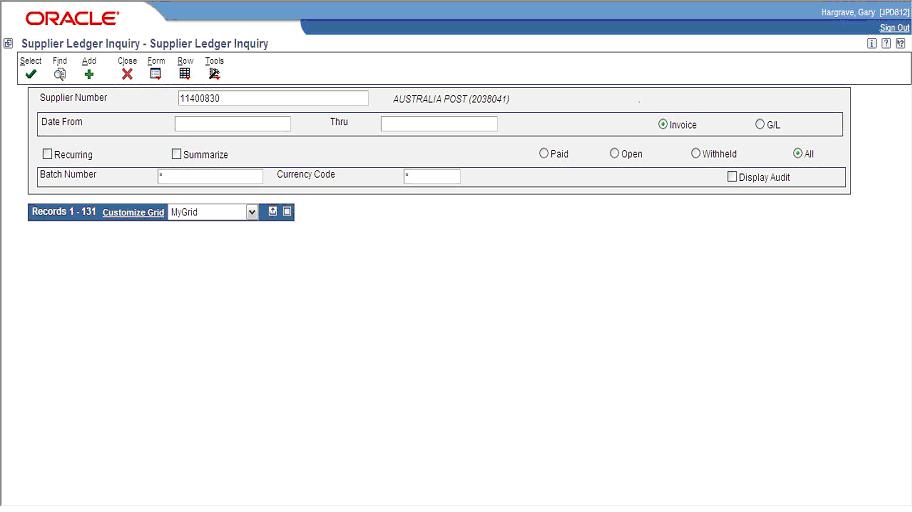 ORACLE
Hargrave, Gary [JPD812]
Sign Out
Supplier Ledger Inquiry - Supplier Ledger Inquiry
Select Find Add Close Form Row Tools
Supplier Number 11400830 AUSTRALIA POST (2038041) .
Date From Thru Invoice G/L
Recurring Summarize Paid Open Withheld All
Batch Number * Currency Code * Display Audit
Records 1 - 131 Customize Grid MyGrid